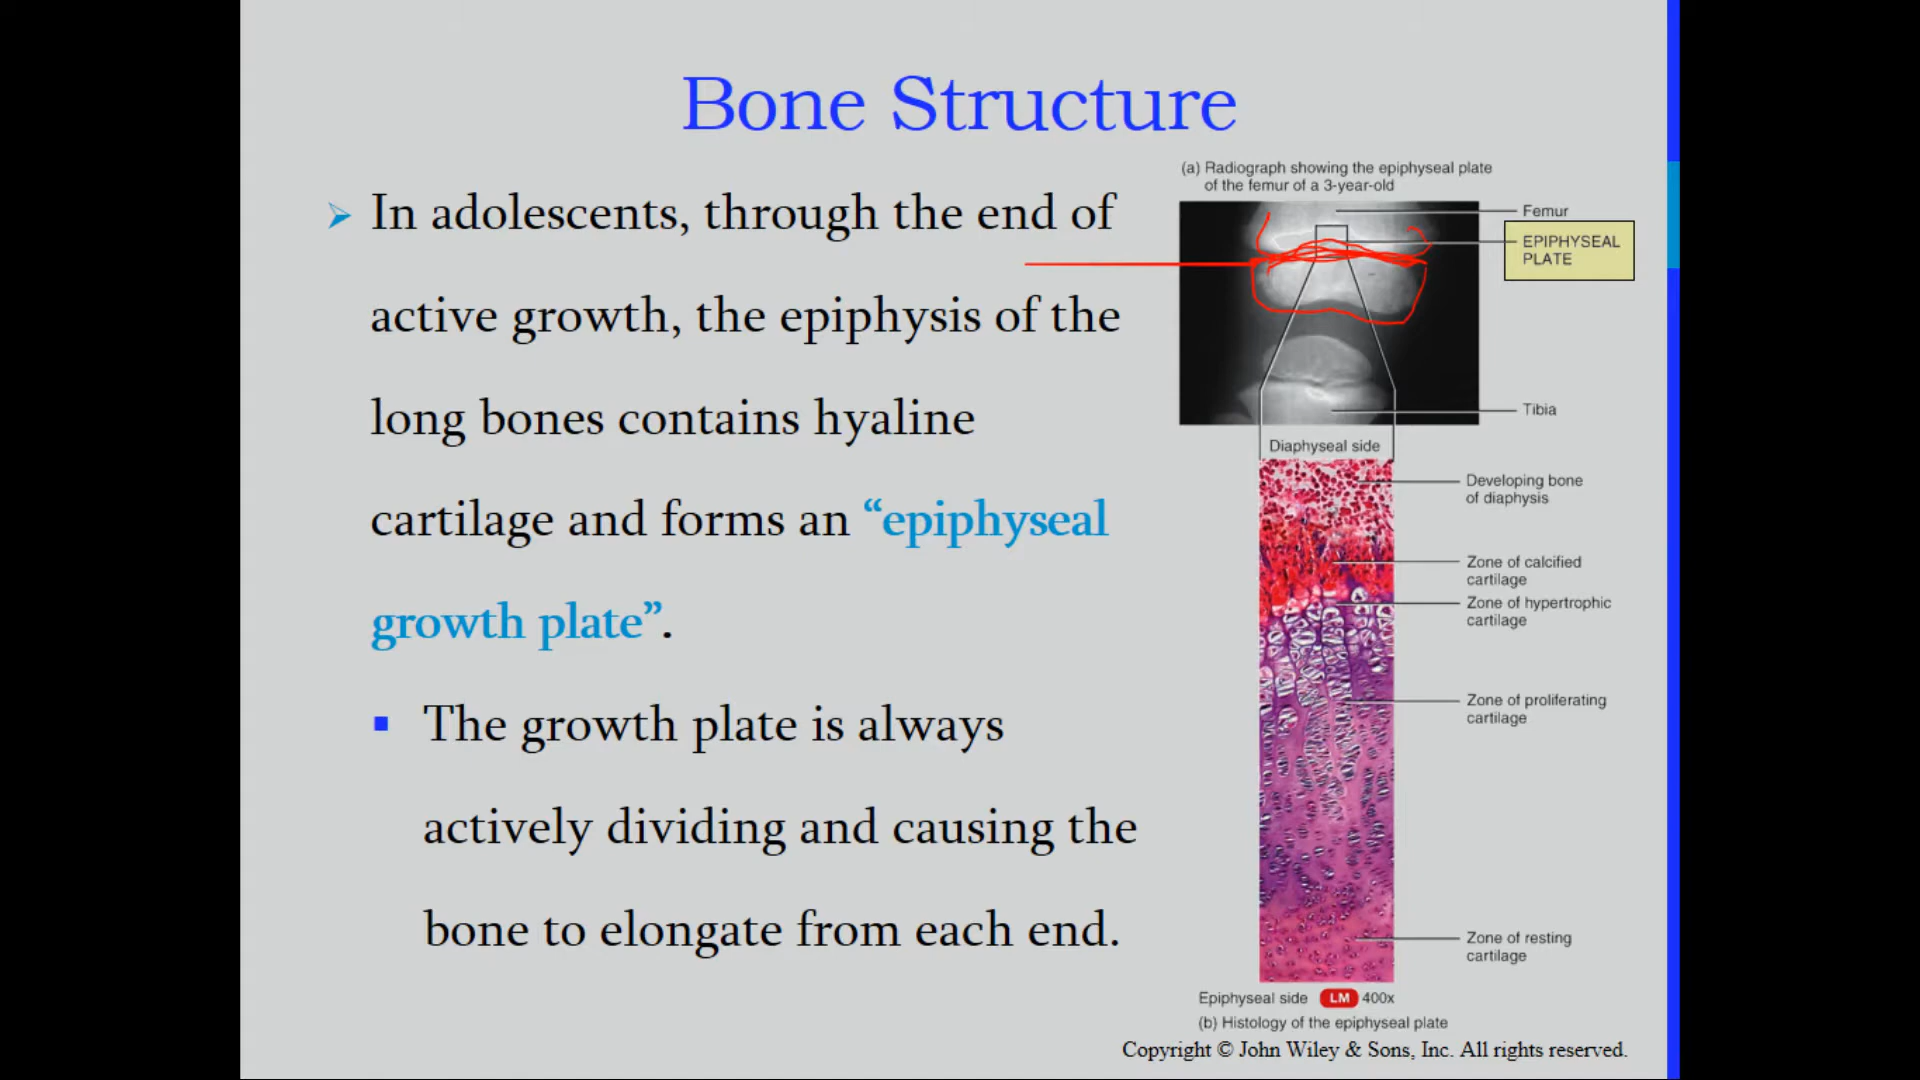 Bone Structure
In adolescents, through the end of
active growth, the epiphysis of the
long bones contains hyaline
cartilage and forms an “epiphyseal
growth plate”.
The growth plate is always
actively dividing and causing the
bone to elongate from each end.
(a) Radiograph showing the epiphyseal plate
of the femur of a 3-year-old
Femur
EPIPHYSEAL
PLATE
Tibia
Diaphyseal side
Developing bone
of diaphysis
Zone of calcified
cartilage
Zone of hypertrophic
cartilage
Zone of proliferating
cartilage
Zone of resting
cartilage
Epiphyseal side LM 400x
(b) Histology of the epiphyseal plate
Copyright © John Wiley & Sons, Inc. All rights reserved.